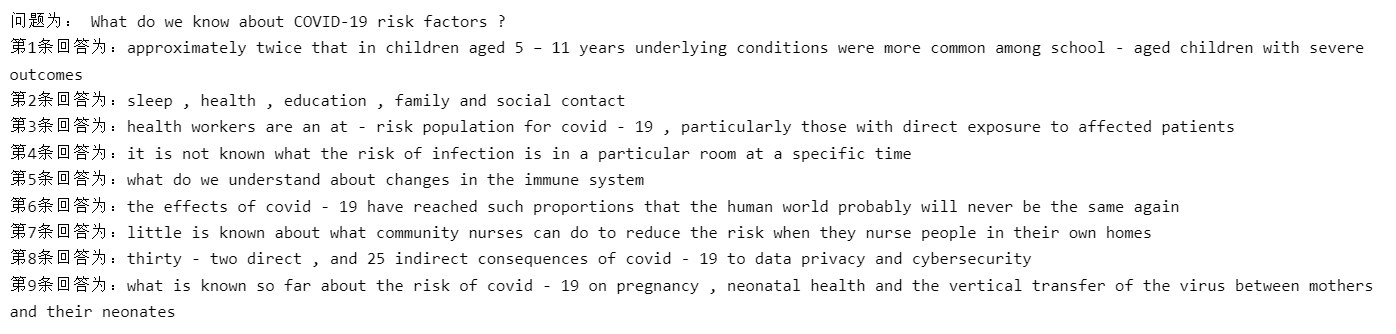 问题为： What do we know about COVID-19 risk factors ?
第1条回答为：approximately twice that in children aged 5 – 11 years underlying conditions were more common among school - aged children with severe
outcomes
第2条回答为：sleep , health , education , family and social contact
第3条回答为：health workers are an at - risk population for covid - 19 , particularly those with direct exposure to affected patients
第4条回答为：it is not known what the risk of infection is in a particular room at a specific time
第5条回答为：what do we understand about changes in the immune system
第6条回答为：the effects of covid - 19 have reached such proportions that the human world probably will never be the same again
第7条回答为：little is known about what community nurses can do to reduce the risk when they nurse people in their own homes
第8条回答为：thirty - two direct , and 25 indirect consequences of covid - 19 to data privacy and cybersecurity
第9条回答为：what is known so far about the risk of covid - 19 on pregnancy , neonatal health and the vertical transfer of the virus between mothers
and their neonates